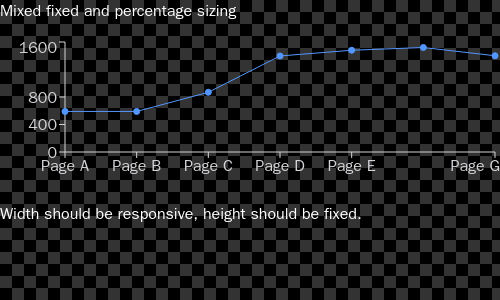 Mixed fixed and percentage sizing
1600
800
400
0
Page A Page B Page C Page D Page E Page G
Width should be responsive, height should be fixed.